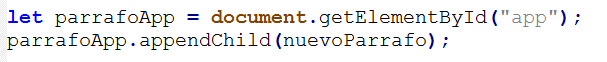 let parrafoApp = document.getElementById("app");
parrafoApp.appendChild(nuevoParrafo);